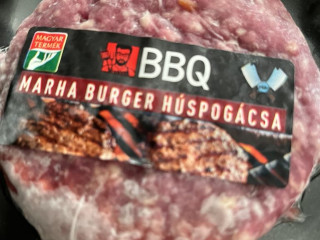 MAGYAR
TERMÉK
BBQ
MARHA BURGER HÚSPOGÁCSA